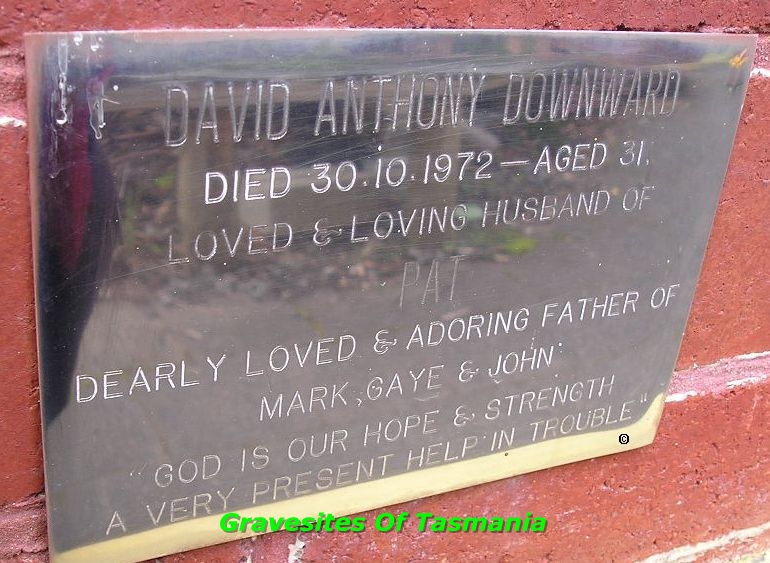 DAVID ANTHONY DOWNWARD
DIED 30.10.1972 — AGED 31.
LOVED & LOVING HUSBAND OF
PAT
DEARLY LOVED & ADORING FATHER OF
MARK, GAYE & JOHN
"GOD IS OUR HOPE & STRENGTH
A VERY PRESENT HELP IN TROUBLE"
©
Gravesites Of Tasmania